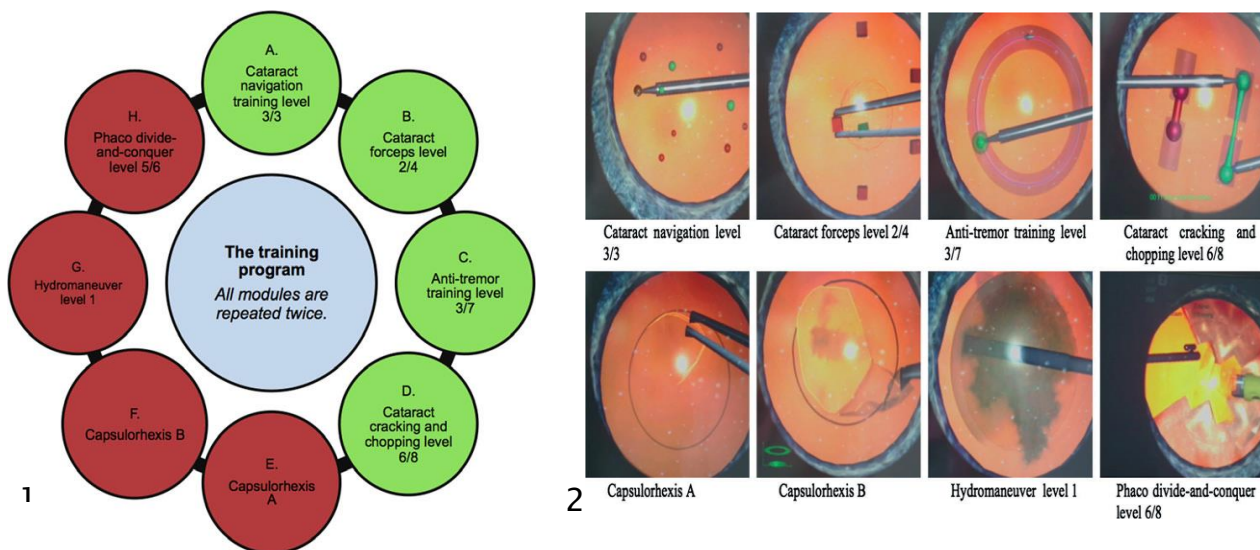 A.
Cataract
navigation
training level
3/3
B.
Cataract
forceps level
2/4
C.
Anti-tremor
training level
3/7
D.
Cataract
cracking and
chopping level
6/8
E.
Capsulorhexis
A
F.
Capsulorhexis B
G.
Hydromaneuver
level 1
H.
Phaco divide-
and-conquer
level 5/6
The training
program
All modules are
repeated twice.
1
Cataract navigation level
3/3
Cataract forceps level 2/4
Anti-tremor training level
3/7
Cataract cracking and
chopping level 6/8
Capsulorhexis A
Capsulorhexis B
Hydromaneuver level 1
Phaco divide-and-conquer
level 6/8
2